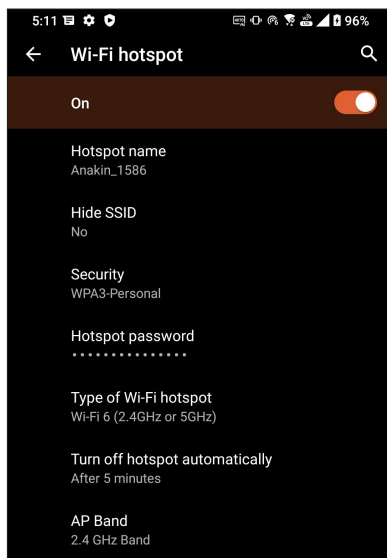 5:11 96%
Wi-Fi hotspot
On
Hotspot name
Anakin_1586
Hide SSID
No
Security
WPA3-Personal
Hotspot password
Type of Wi-Fi hotspot
Wi-Fi 6 (2.4GHz or 5GHz)
Turn off hotspot automatically
After 5 minutes
AP Band
2.4 GHz Band